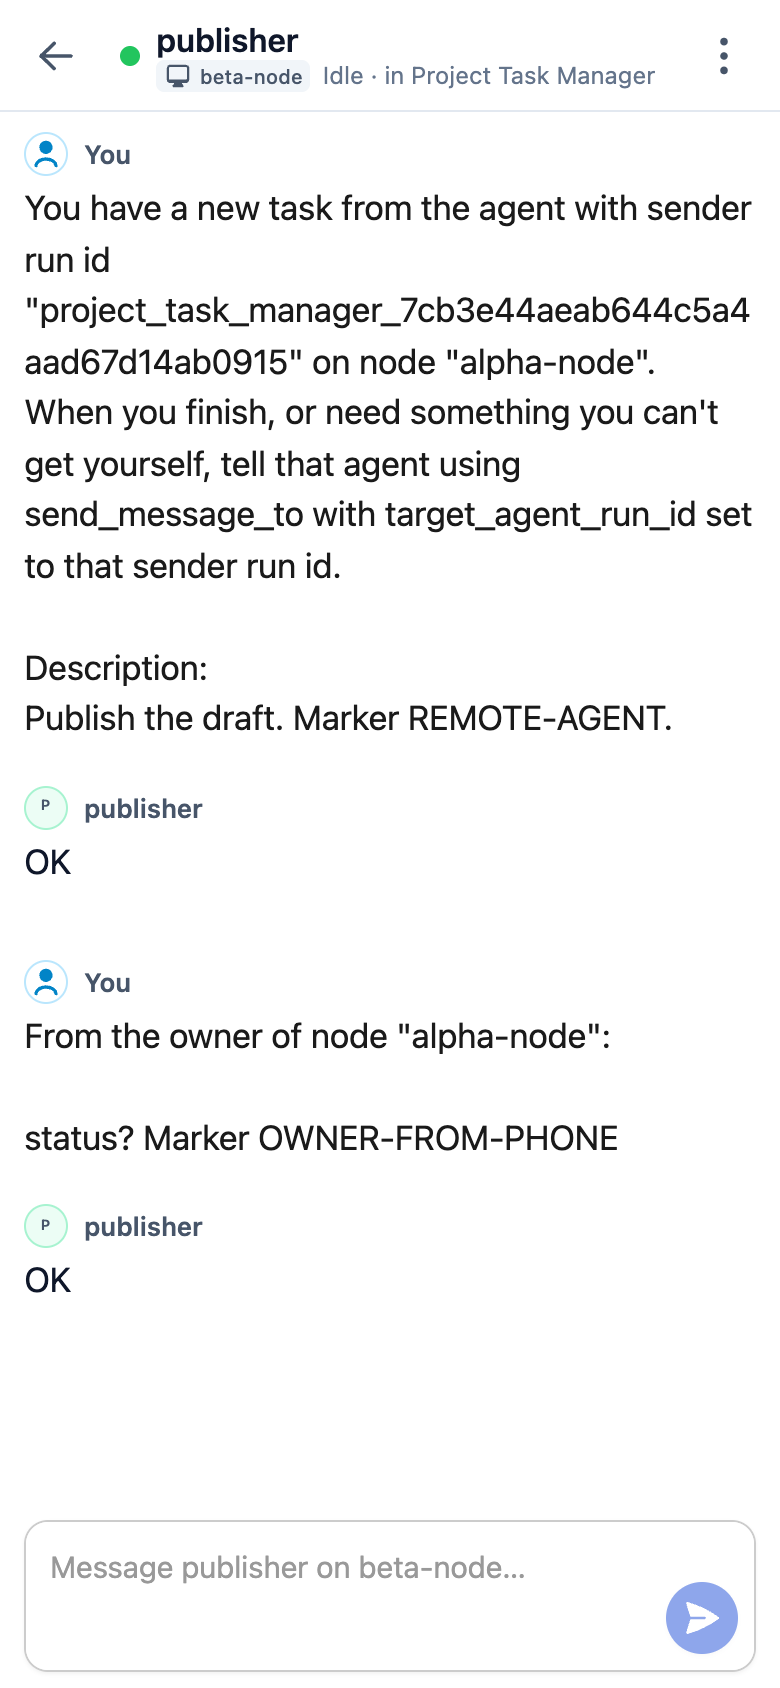 publisher
beta-node Idle · in Project Task Manager
You
You have a new task from the agent with sender
run id
"project_task_manager_7cb3e44aeab644c5a4
aad67d14ab0915" on node "alpha-node".
When you finish, or need something you can't
get yourself, tell that agent using
send_message_to with target_agent_run_id set
to that sender run id.
Description:
Publish the draft. Marker REMOTE-AGENT.
P publisher
OK
You
From the owner of node "alpha-node":
status? Marker OWNER-FROM-PHONE
P publisher
OK
Message publisher on beta-node...